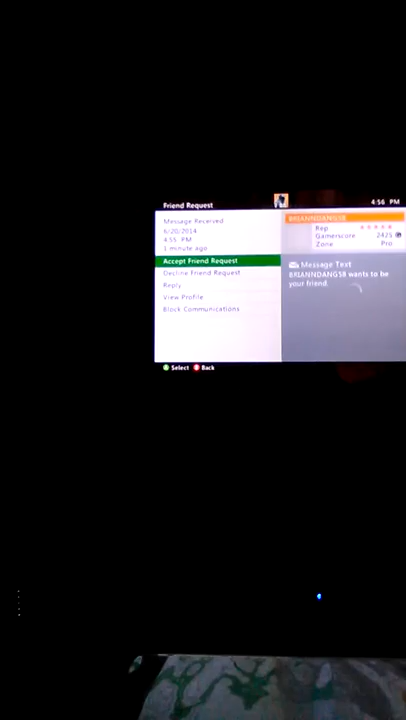 Friend Request
4:56 PM
Message Received
6/20/2014
4:55 PM
1 minute ago
Accept Friend Request
Decline Friend Request
Reply
View Profile
Block Communications
BRIANNDANG58
Rep
Gamerscore 2425 G
Zone Pro
Message Text
BRIANNDANG58 wants to be
your friend.
A Select B Back